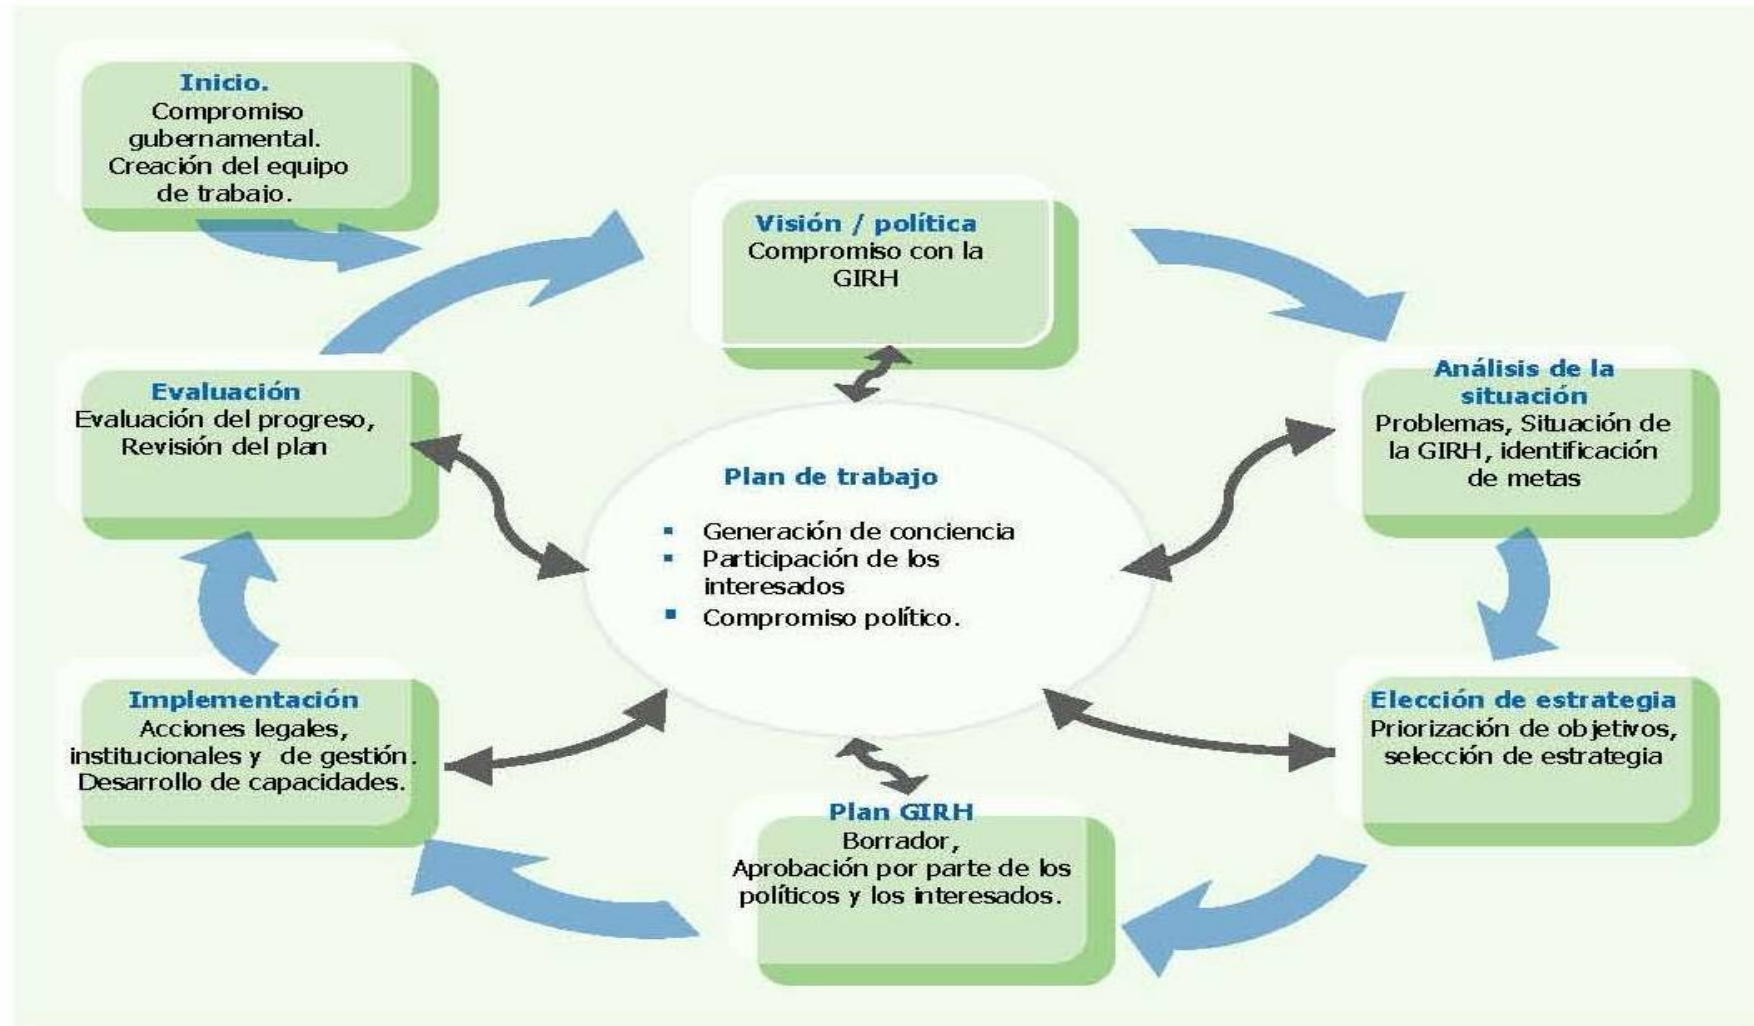 Inicio.
Compromiso
gubernamental.
Creación del equipo
de trabajo.
Visión / política
Compromiso con la
GIRH
Análisis de la
situación
Problemas, Situación de
la GIRH, identificación
de metas
Elección de estrategia
Priorización de objetivos,
selección de estrategia
Plan GIRH
Borrador,
Aprobación por parte de los
políticos y los interesados.
Implementación
Acciones legales,
institucionales y de gestión.
Desarrollo de capacidades.
Evaluación
Evaluación del progreso,
Revisión del plan
Plan de trabajo
▪ Generación de conciencia
▪ Participación de los
interesados
▪ Compromiso político.